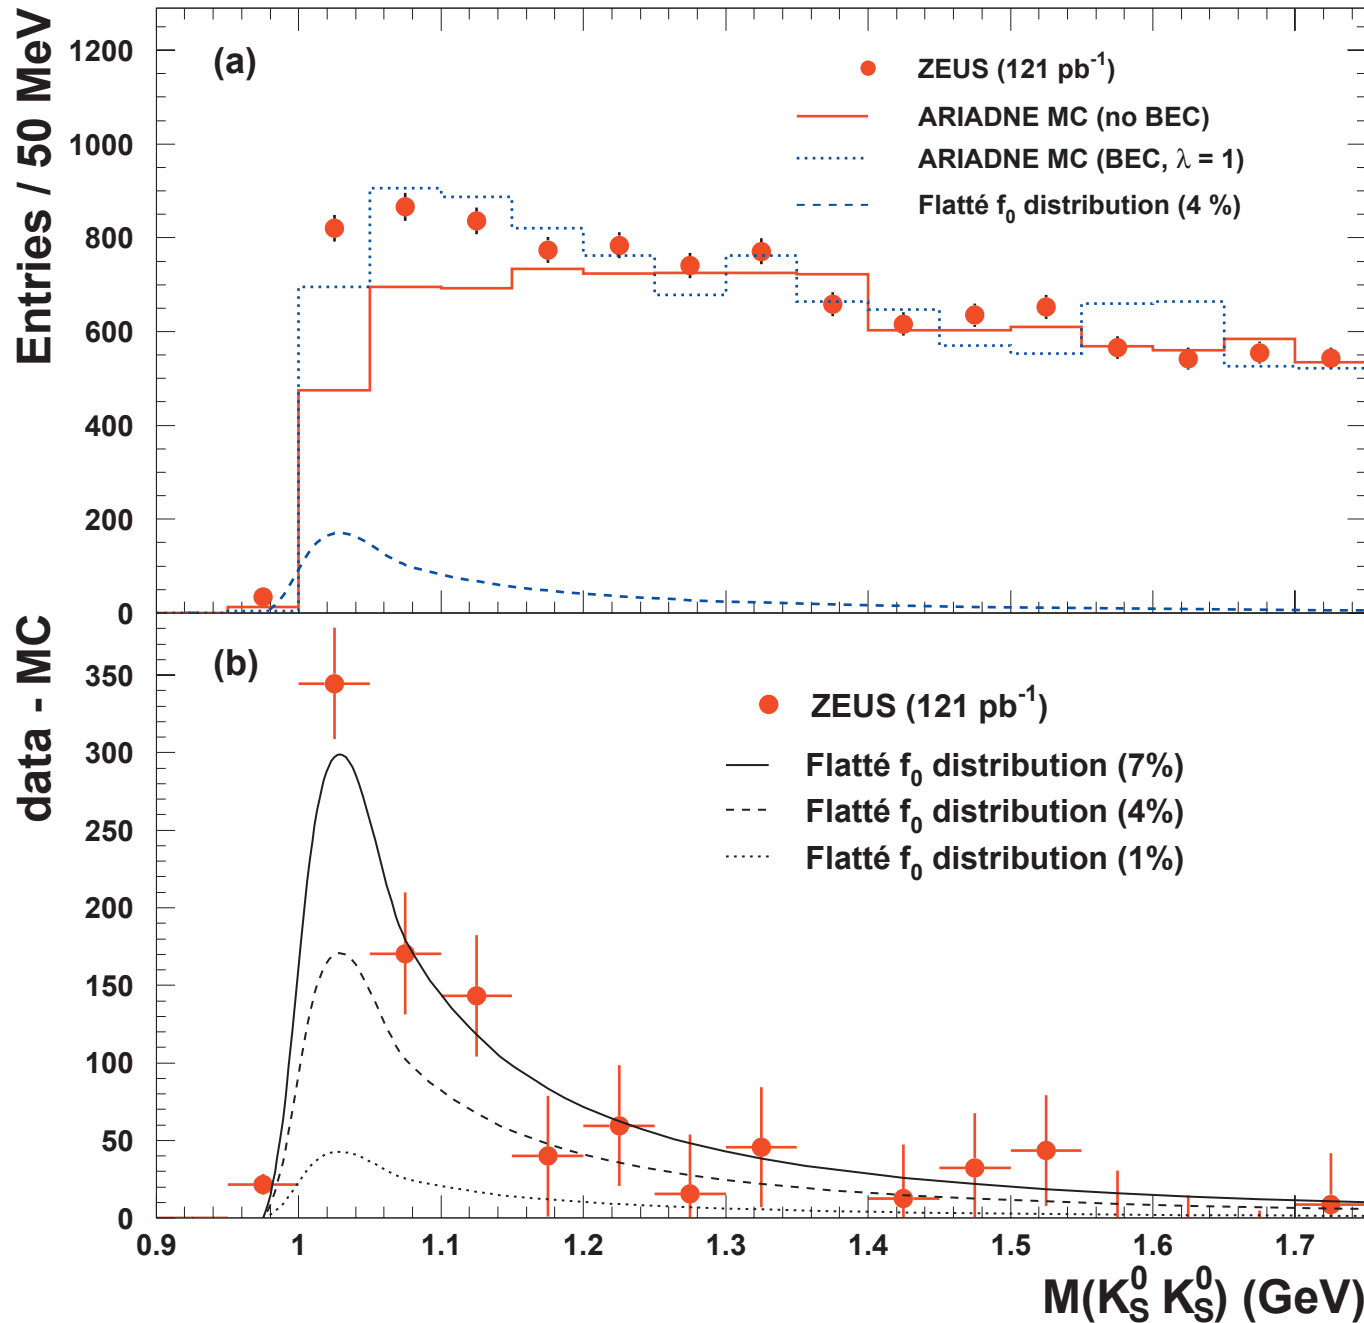 Entries / 50 MeV
1200
1000
800
600
400
200
0
(a)
ZEUS (121 pb⁻¹)
ARIADNE MC (no BEC)
ARIADNE MC (BEC, λ = 1)
Flatté f₀ distribution (4 %)
data - MC
350
300
250
200
150
100
50
0
(b)
ZEUS (121 pb⁻¹)
Flatté f₀ distribution (7%)
Flatté f₀ distribution (4%)
Flatté f₀ distribution (1%)
0.9 1 1.1 1.2 1.3 1.4 1.5 1.6 1.7
M(K⁰S K⁰S) (GeV)